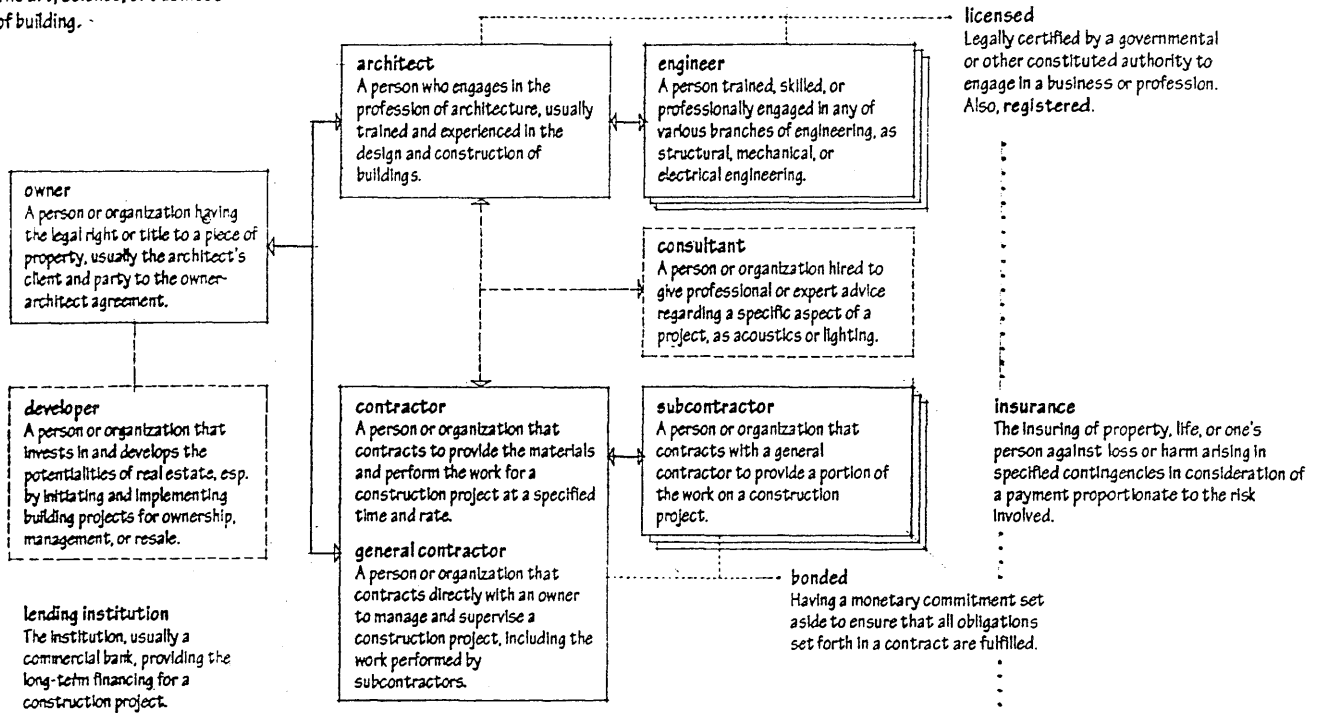 of building.
licensed
Legally certified by a governmental
or other constituted authority to
engage in a business or profession.
Also, registered.
architect
A person who engages in the
profession of architecture, usually
trained and experienced in the
design and construction of
buildings.
engineer
A person trained, skilled, or
professionally engaged in any of
various branches of engineering, as
structural, mechanical, or
electrical engineering.
owner
A person or organization having
the legal right or title to a piece of
property, usually the architect's
client and party to the owner-
architect agreement.
consultant
A person or organization hired to
give professional or expert advice
regarding a specific aspect of a
project, as acoustics or lighting.
developer
A person or organization that
invests in and develops the
potentialities of real estate, esp.
by initiating and implementing
building projects for ownership,
management, or resale.
contractor
A person or organization that
contracts to provide the materials
and perform the work for a
construction project at a specified
time and rate.
general contractor
A person or organization that
contracts directly with an owner
to manage and supervise a
construction project, including the
work performed by
subcontractors.
subcontractor
A person or organization that
contracts with a general
contractor to provide a portion of
the work on a construction
project.
insurance
The insuring of property, life, or one's
person against loss or harm arising in
specified contingencies in consideration of
a payment proportionate to the risk
involved.
bonded
Having a monetary commitment set
aside to ensure that all obligations
set forth in a contract are fulfilled.
lending institution
The institution, usually a
commercial bank, providing the
long-term financing for a
construction project.